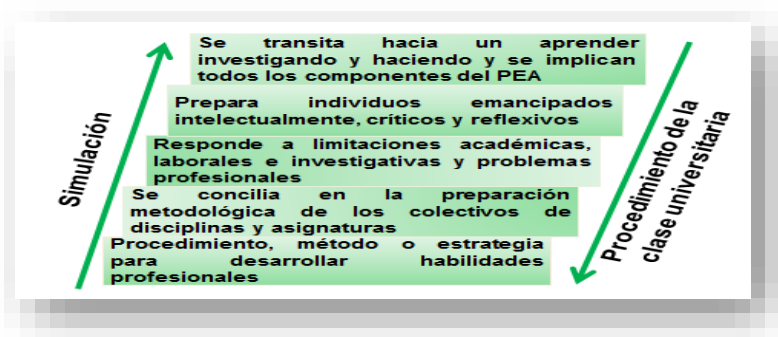 Se transita hacia un aprender
investigando y haciendo y se implican
todos los componentes del PEA
Prepara individuos emancipados
intelectualmente, críticos y reflexivos
Responde a limitaciones académicas,
laborales e investigativas y problemas
profesionales
Se concilia en la preparación
metodológica de los colectivos de
disciplinas y asignaturas
Procedimiento, método o estrategia
para desarrollar habilidades
profesionales
Simulación
Procedimiento de la
clase universitaria